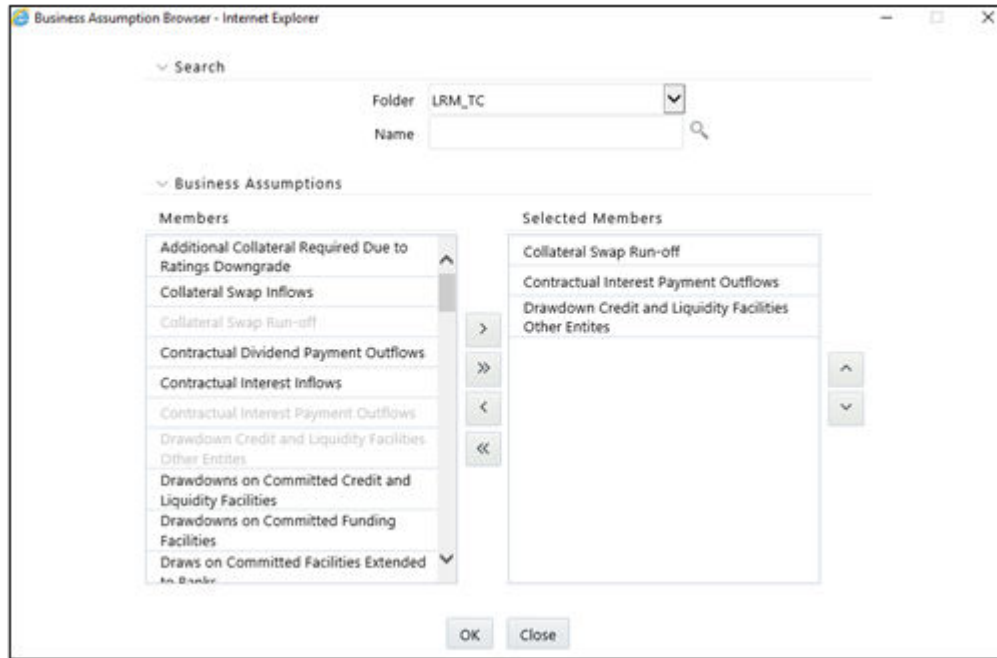 Business Assumption Browser - Internet Explorer
Search
Folder LRM_TC
Name
Business Assumptions
Members
Additional Collateral Required Due to
Ratings Downgrade
Collateral Swap Inflows
Collateral Swap Run-off
Contractual Dividend Payment Outflows
Contractual Interest Inflows
Contractual Interest Payment Outflows
Drawdown Credit and Liquidity Facilities
Other Entites
Drawdowns on Committed Credit and
Liquidity Facilities
Drawdowns on Committed Funding
Facilities
Draws on Committed Facilities Extended
to Banks
Selected Members
Collateral Swap Run-off
Contractual Interest Payment Outflows
Drawdown Credit and Liquidity Facilities
Other Entites
OK Close